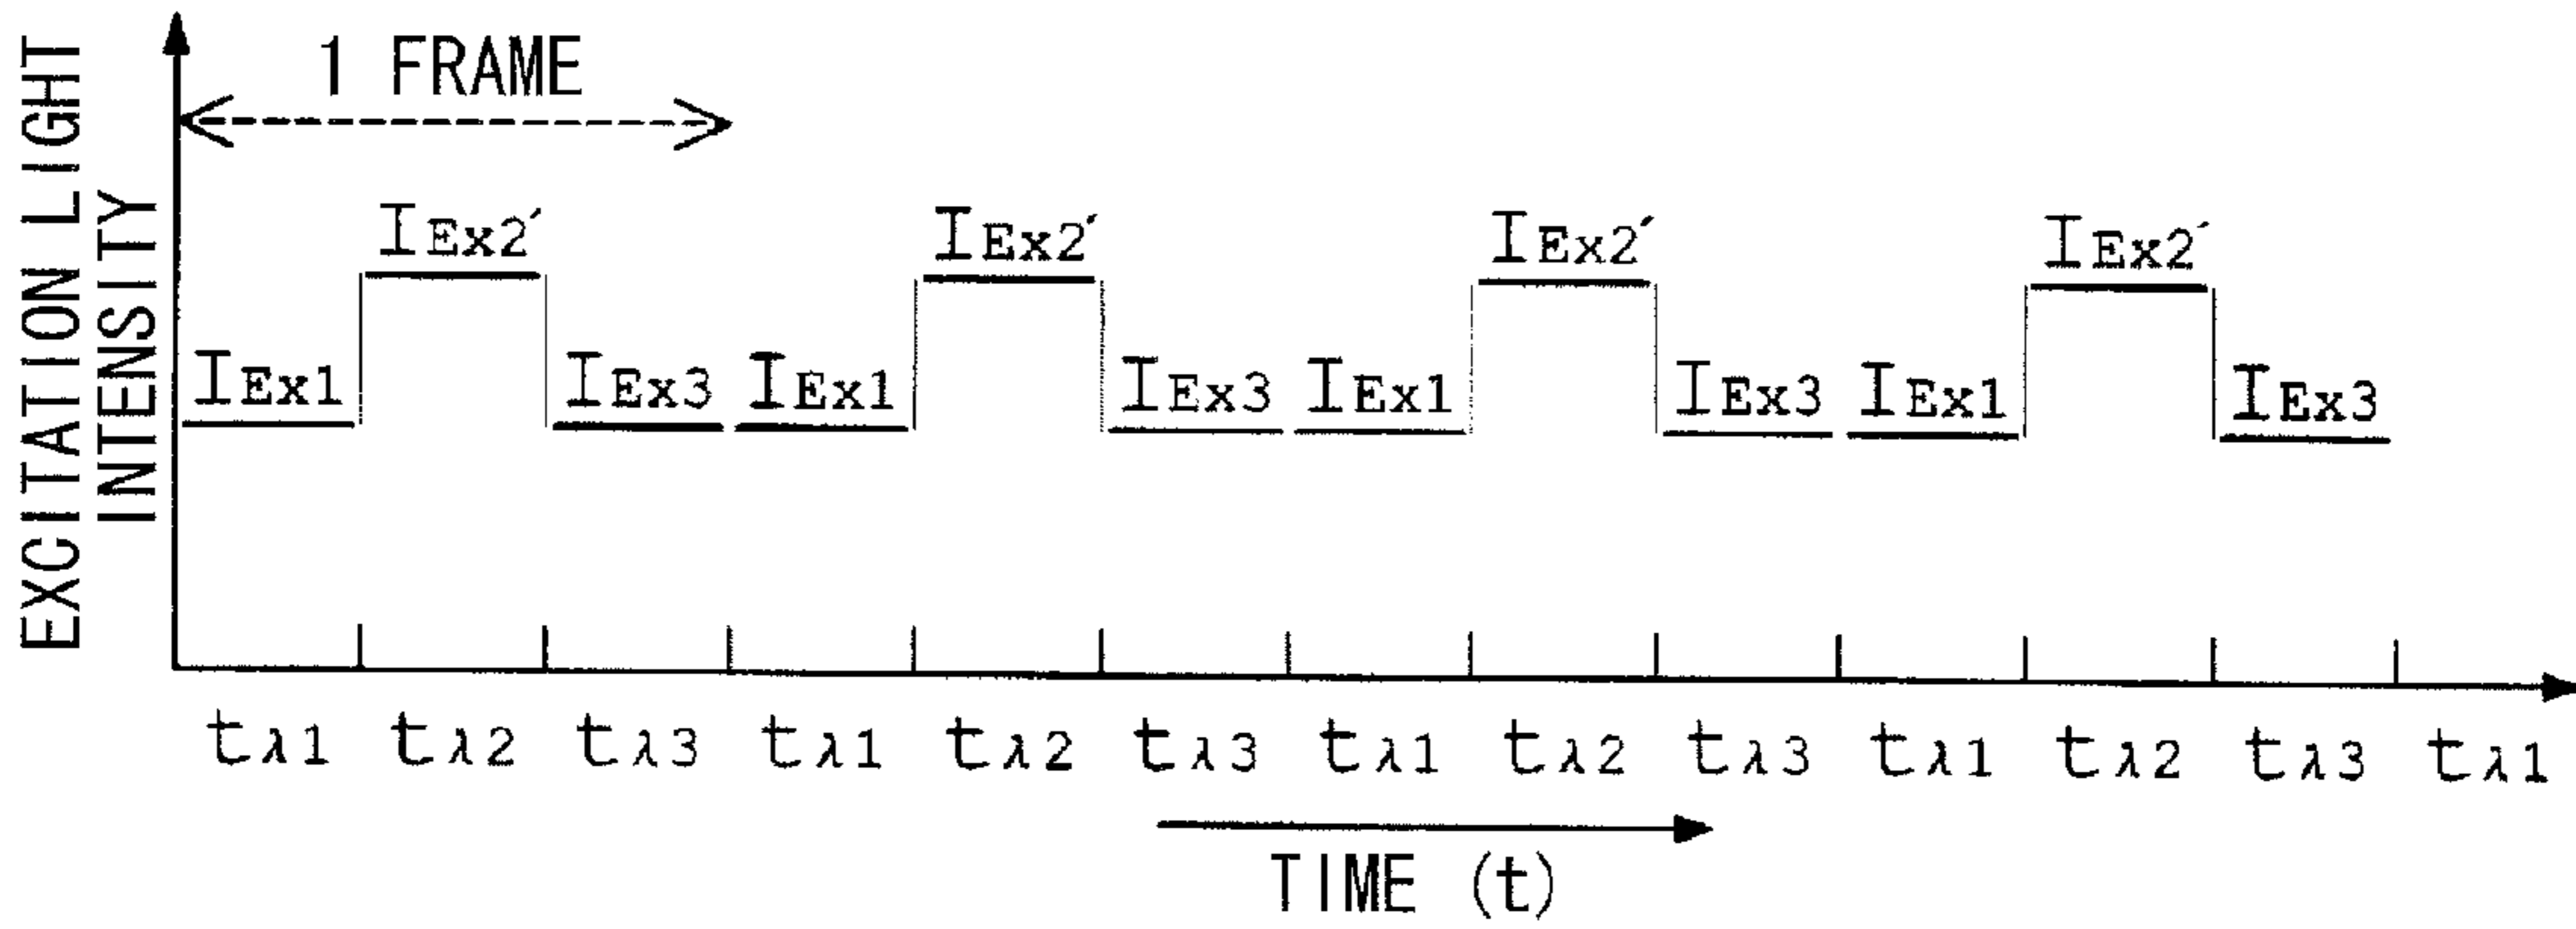 EXCITATION LIGHT
INTENSITY
1 FRAME
IEx2′ IEx2′ IEx2′ IEx2′
IEx1 IEx3 IEx1 IEx3 IEx1 IEx3 IEx1 IEx3
tλ1 tλ2 tλ3 tλ1 tλ2 tλ3 tλ1 tλ2 tλ3 tλ1 tλ2 tλ3 tλ1
TIME (t)